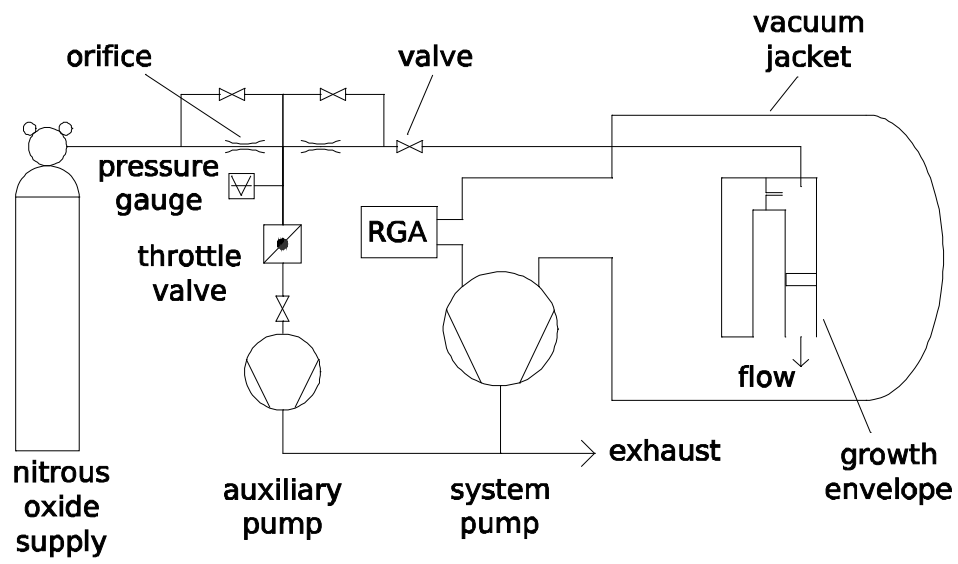 vacuum
jacket
orifice
valve
pressure
gauge
RGA
throttle
valve
flow
exhaust
growth
envelope
nitrous
oxide
supply
auxiliary
pump
system
pump